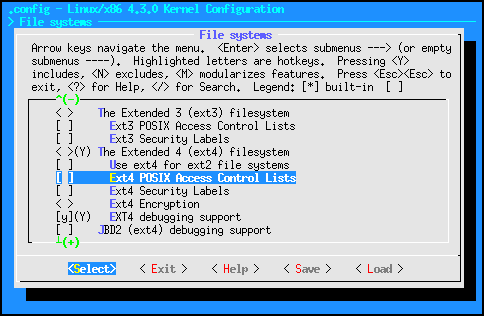 .config - Linux/x86 4.3.0 Kernel Configuration
> File systems
File systems
Arrow keys navigate the menu. <Enter> selects submenus ---> (or empty
submenus ----). Highlighted letters are hotkeys. Pressing <Y>
includes, <N> excludes, <M> modularizes features. Press <Esc><Esc> to
exit, <?> for Help, </> for Search. Legend: [*] built-in [ ]
^(-)
< > The Extended 3 (ext3) filesystem
[ ] Ext3 POSIX Access Control Lists
[ ] Ext3 Security Labels
< >(Y) The Extended 4 (ext4) filesystem
[ ] Use ext4 for ext2 file systems
[ ] Ext4 POSIX Access Control Lists
[ ] Ext4 Security Labels
< > Ext4 Encryption
[y](Y) EXT4 debugging support
[ ] JBD2 (ext4) debugging support
┴(+)
<Select> < Exit > < Help > < Save > < Load >